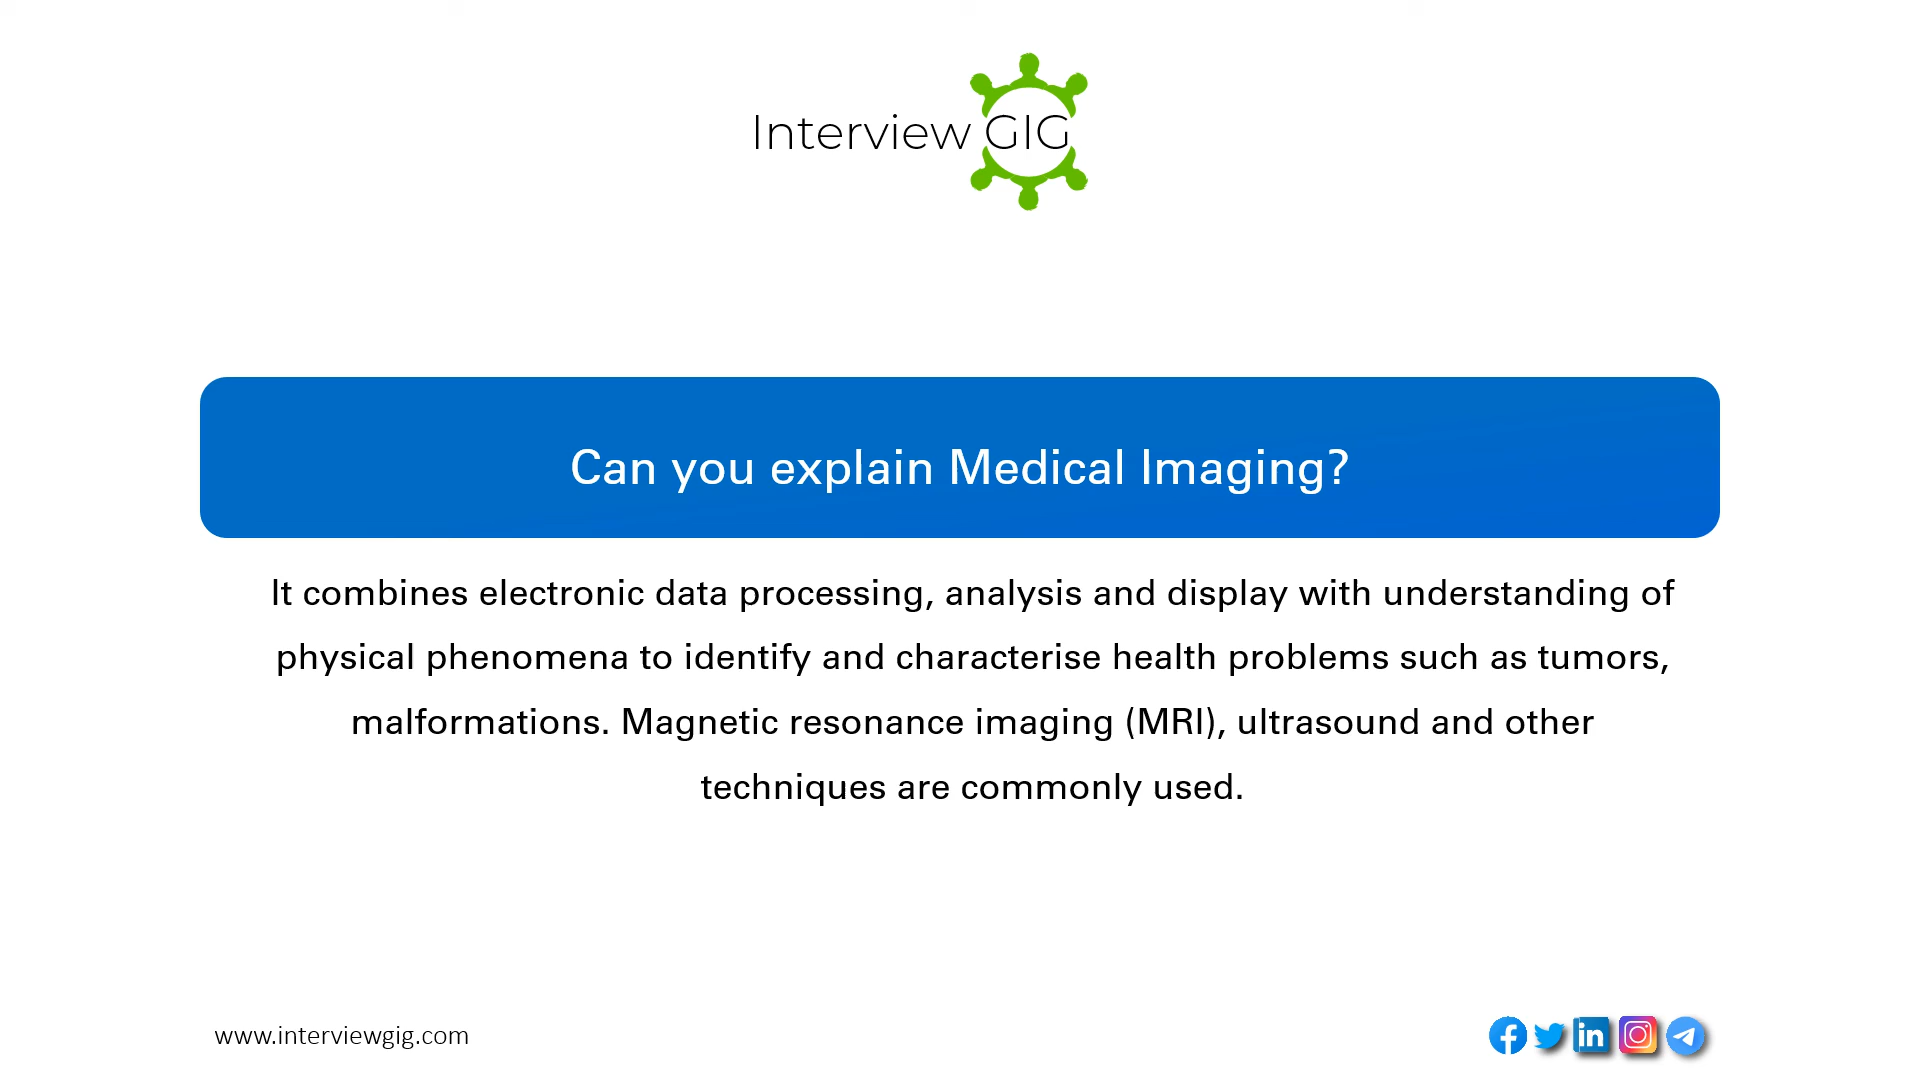 Interview GIG
Can you explain Medical Imaging?
It combines electronic data processing, analysis and display with understanding of
physical phenomena to identify and characterise health problems such as tumors,
malformations. Magnetic resonance imaging (MRI), ultrasound and other
techniques are commonly used.
www.interviewgig.com
in